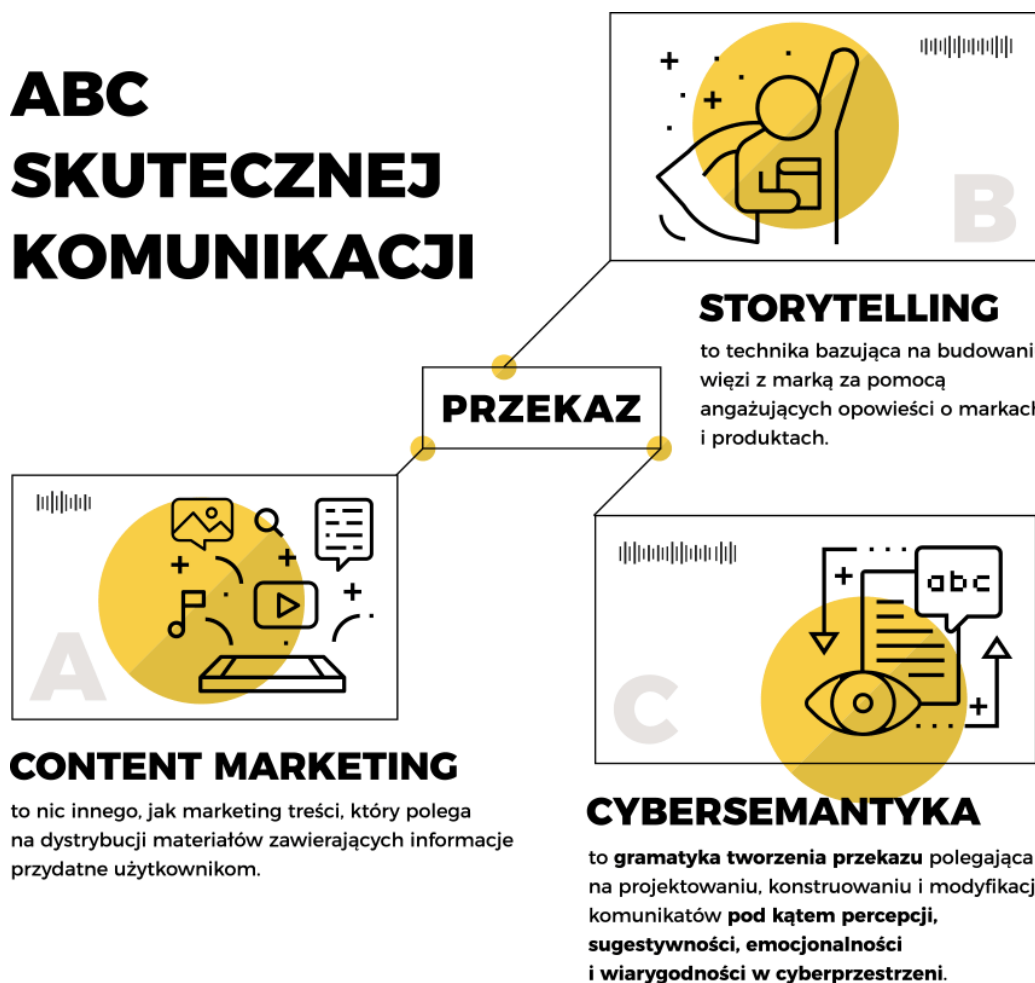 ABC
SKUTECZNEJ
KOMUNIKACJI
B
STORYTELLING
to technika bazująca na budowani
więzi z marką za pomocą
angażujących opowieści o markach
i produktach.
PRZEKAZ
A
CONTENT MARKETING
to nic innego, jak marketing treści, który polega
na dystrybucji materiałów zawierających informacje
przydatne użytkownikom.
abc
C
CYBERSEMANTYKA
to gramatyka tworzenia przekazu polegająca
na projektowaniu, konstruowaniu i modyfikacj
komunikatów pod kątem percepcji,
sugestywności, emocjonalności
i wiarygodności w cyberprzestrzeni.